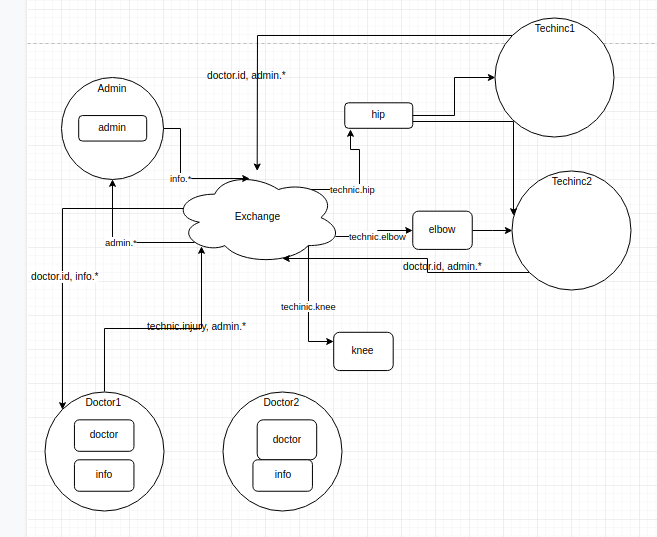 Techinc1
doctor.id, admin.*
Admin
hip
admin
Techinc2
info.*
technic.hip
Exchange
elbow
technic.elbow
admin.*
doctor.id, info.*
doctor.id, admin.*
techinic.knee
technic.injury, admin.*
knee
Doctor1
Doctor2
doctor
doctor
info
info